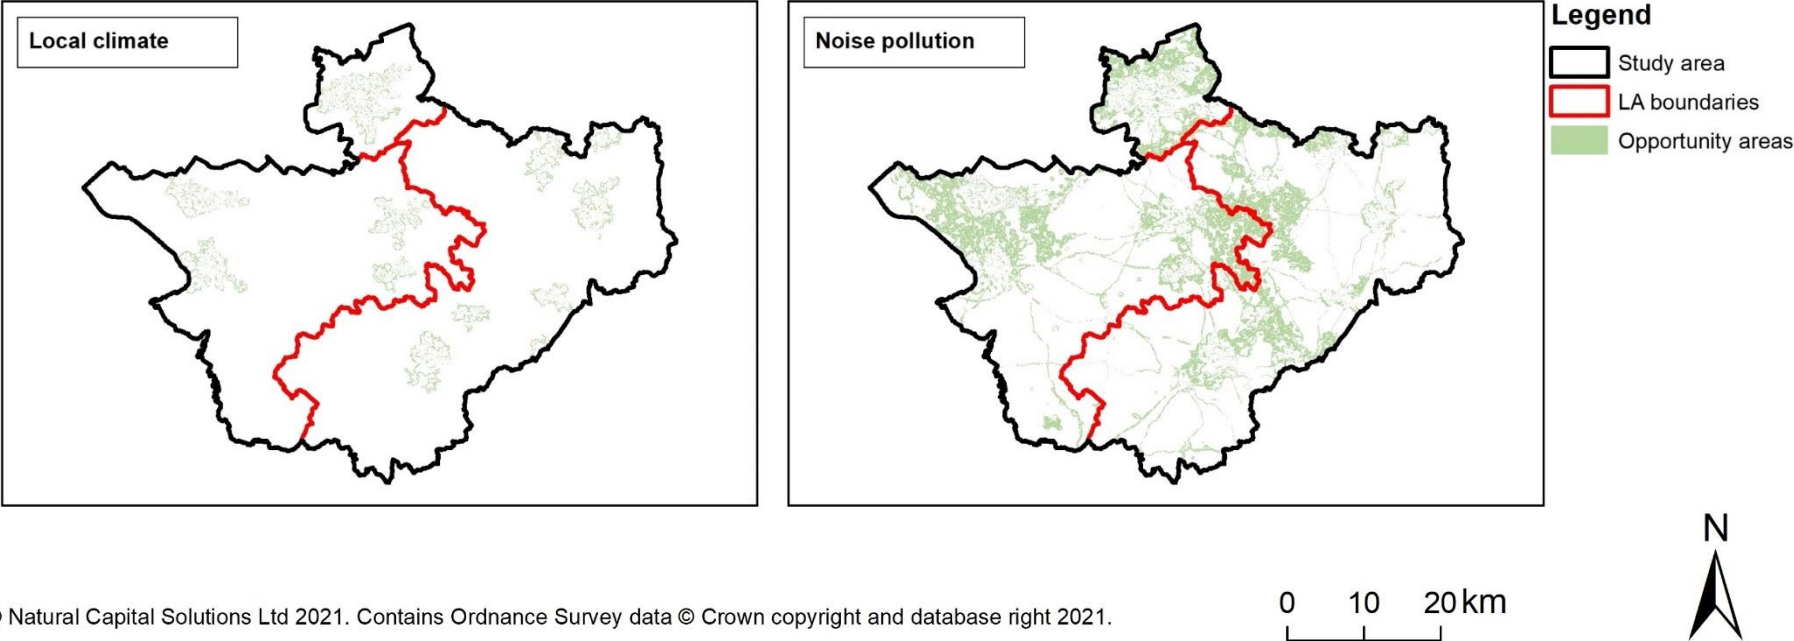 Local climate
Noise pollution
Legend
Study area
LA boundaries
Opportunity areas
N
0 10 20 km
Natural Capital Solutions Ltd 2021. Contains Ordnance Survey data © Crown copyright and database right 2021.